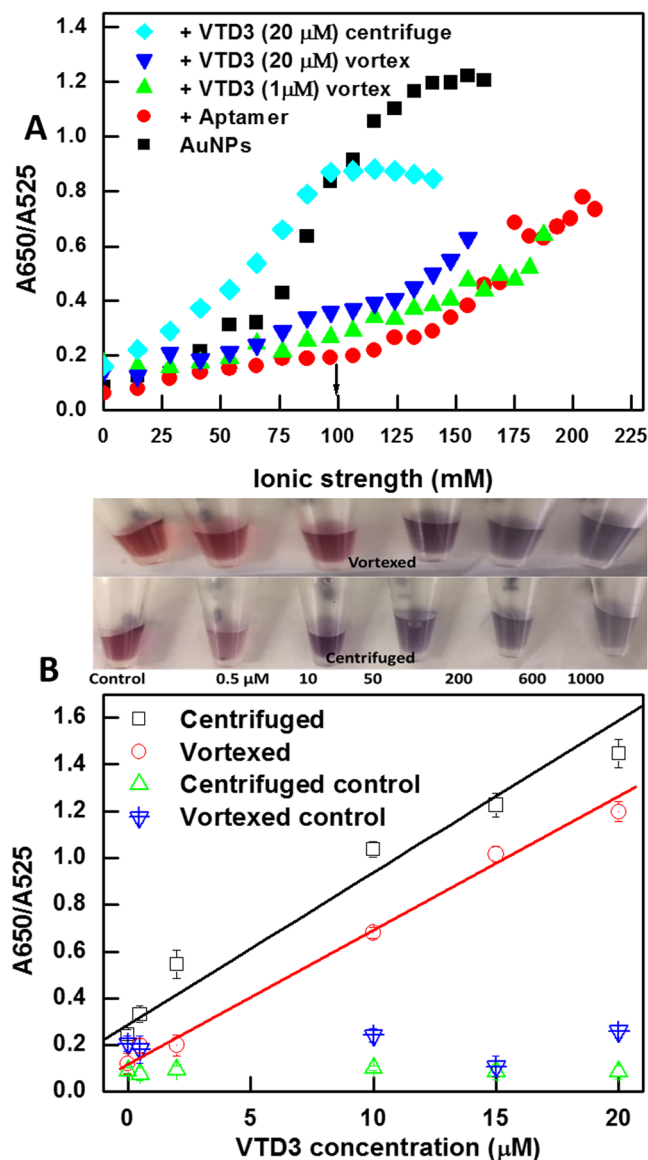 A
A650/A525
1.4
1.2
1.0
0.8
0.6
0.4
0.2
0.0
+ VTD3 (20 μM) centrifuge
+ VTD3 (20 μM) vortex
+ VTD3 (1μM) vortex
+ Aptamer
AuNPs
0 25 50 75 100 125 150 175 200 225
Ionic strength (mM)
Vortexed
Centrifuged
Control 0.5 μM 10 50 200 600 1000
B
A650/A525
1.6
1.4
1.2
1.0
0.8
0.6
0.4
0.2
0.0
Centrifuged
Vortexed
Centrifuged control
Vortexed control
0 5 10 15 20
VTD3 concentration (μM)